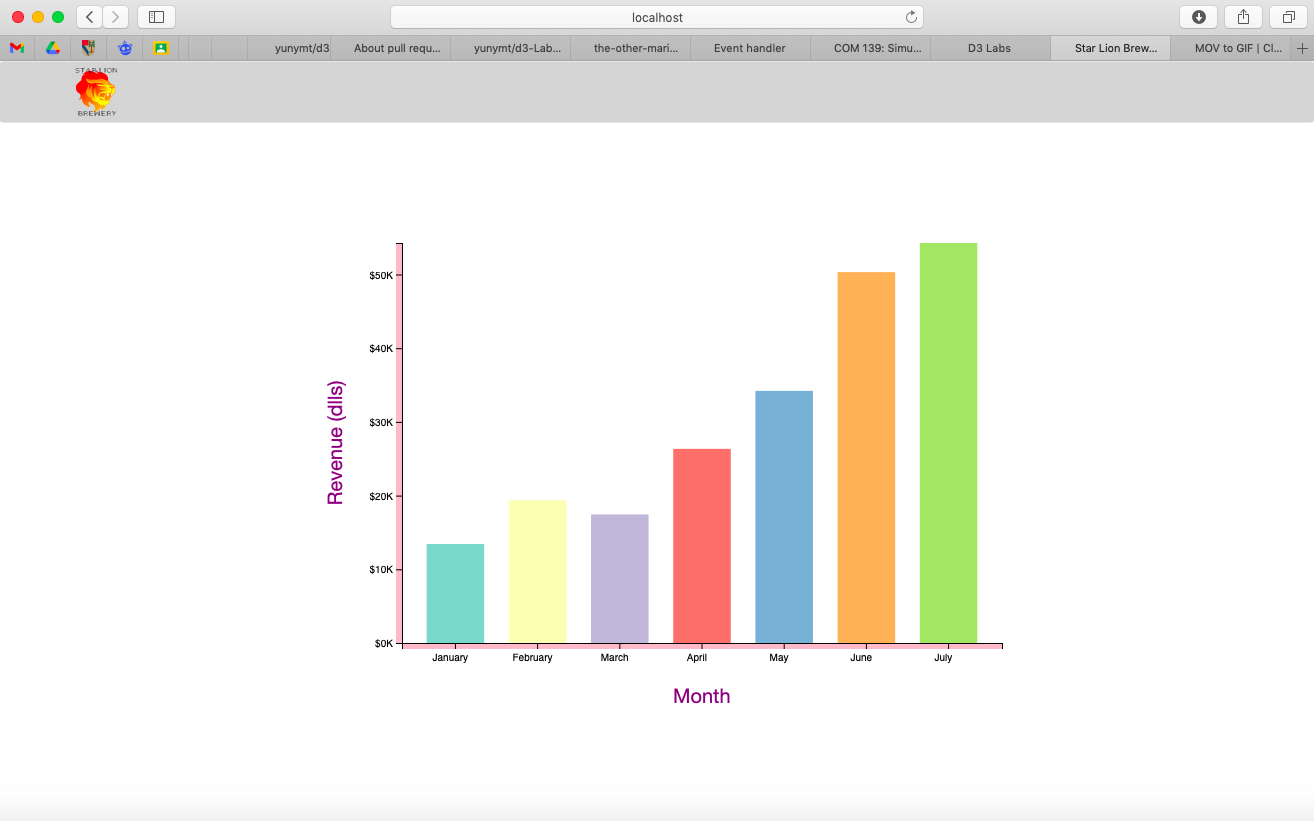 localhost
yunymt/d3
About pull requ...
yunymt/d3-Lab...
the-other-mari...
Event handler
COM 139: Simu...
D3 Labs
Star Lion Brew...
MOV to GIF | Cl...
STAR LION
BREWERY
$50K
$40K
$30K
$20K
$10K
$0K
Revenue (dlls)
January
February
March
April
May
June
July
Month